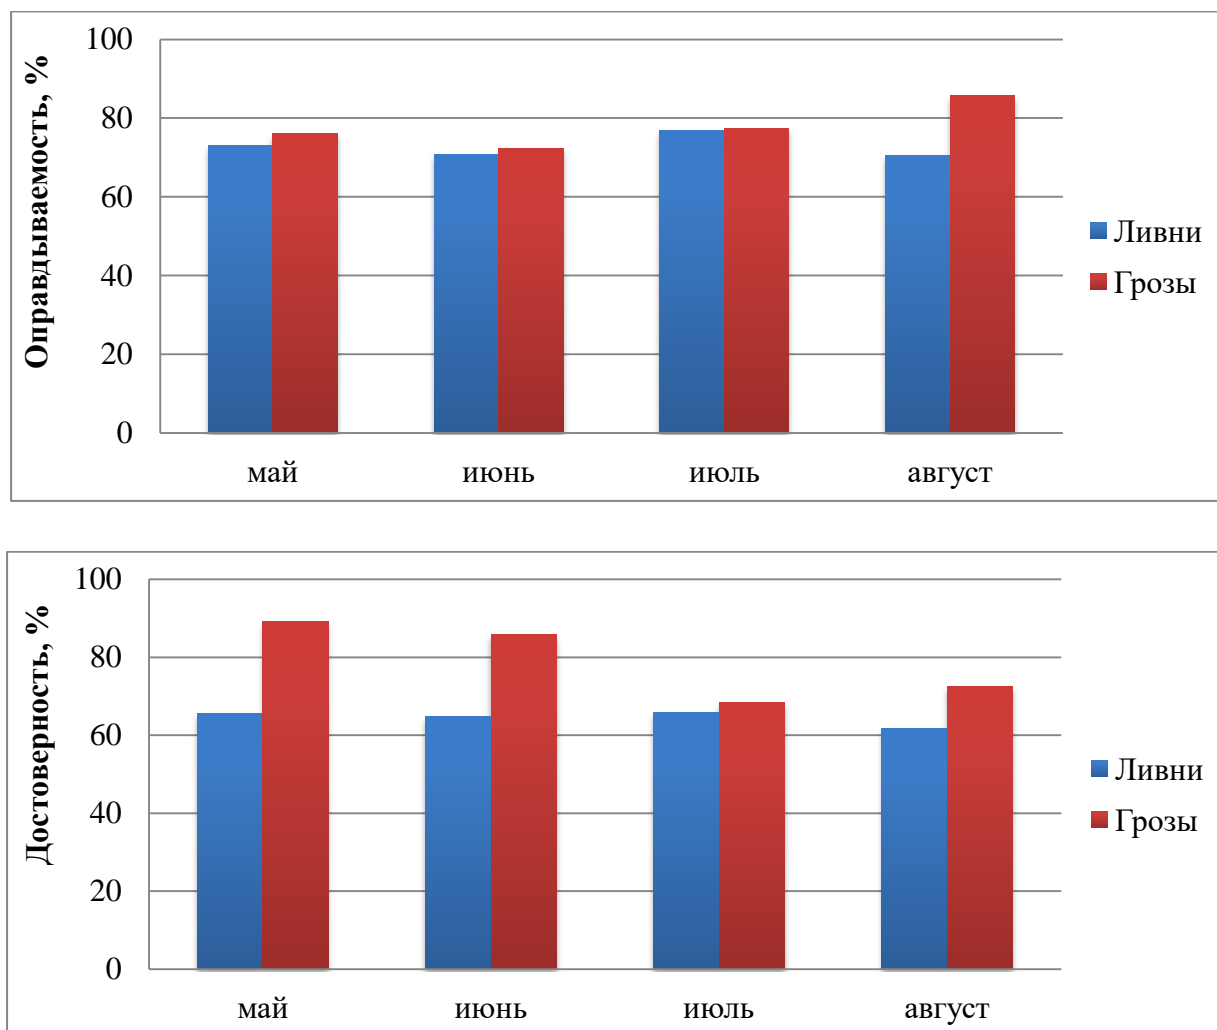 Оправдываемость, %
100
80
60
40
20
0
май июнь июль август
Ливни
Грозы
Достоверность, %
100
80
60
40
20
0
май июнь июль август
Ливни
Грозы